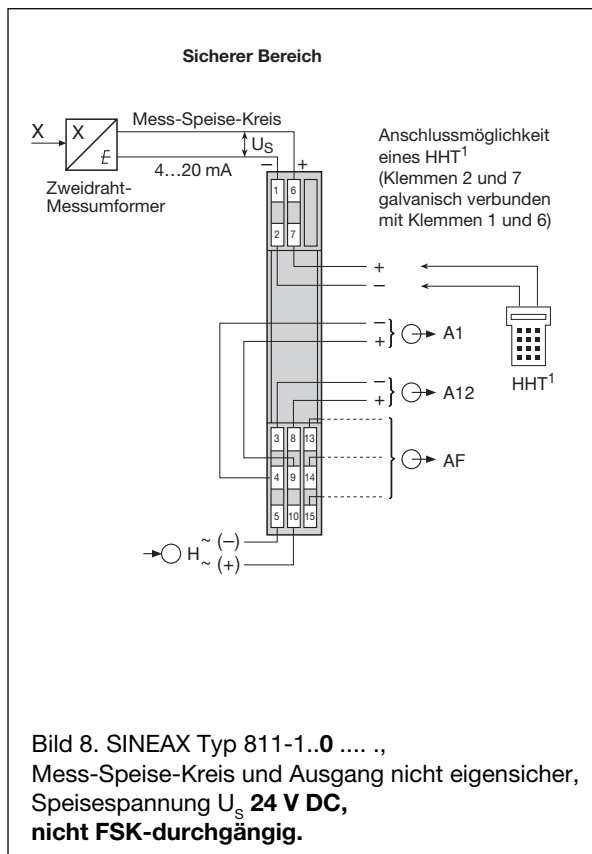 Sicherer Bereich
X
X
E
Mess-Speise-Kreis
US
4...20 mA
–
+
Zweidraht-
Messumformer
Anschlussmöglichkeit
eines HHT1
(Klemmen 2 und 7
galvanisch verbunden
mit Klemmen 1 und 6)
1
6
2
7
+
–
–
+
A1
HHT1
–
+
A12
3
8
13
AF
4
9
14
5
10
15
H
~ (–)
~ (+)
Bild 8. SINEAX Typ 811-1..0 .... .,
Mess-Speise-Kreis und Ausgang nicht eigensicher,
Speisespannung Us 24 V DC,
nicht FSK-durchgängig.